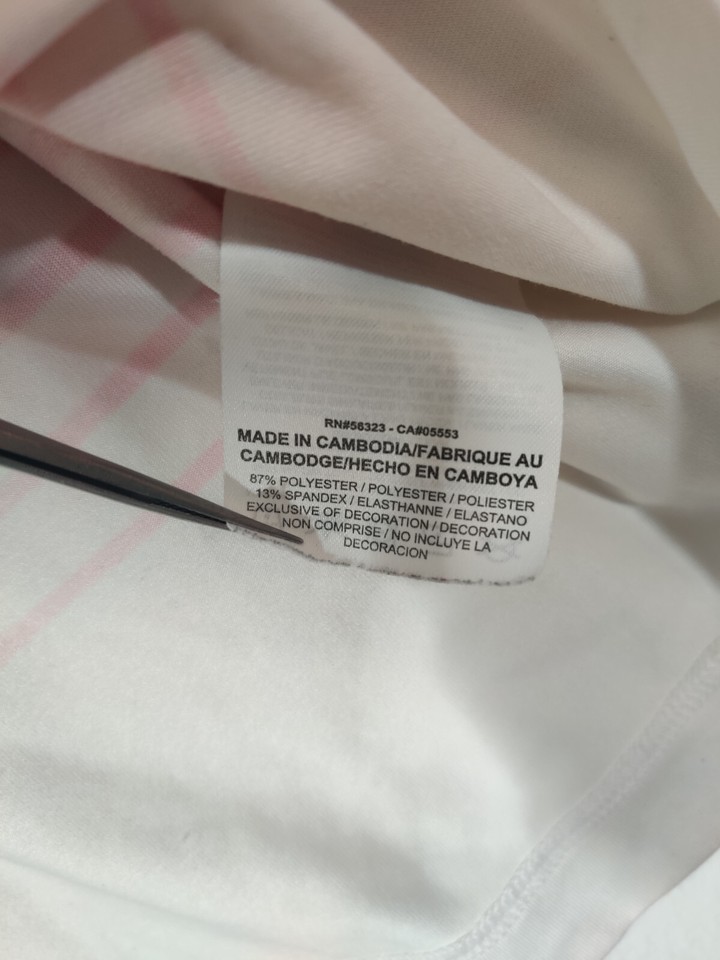 RN#56323 - CA#05553
MADE IN CAMBODIA/FABRIQUE AU
CAMBODGE/HECHO EN CAMBOYA
87% POLYESTER / POLYESTER / POLIESTER
13% SPANDEX / ELASTHANNE / ELASTANO
EXCLUSIVE OF DECORATION / DECORATION
NON COMPRISE / NO INCLUYE LA
DECORACION